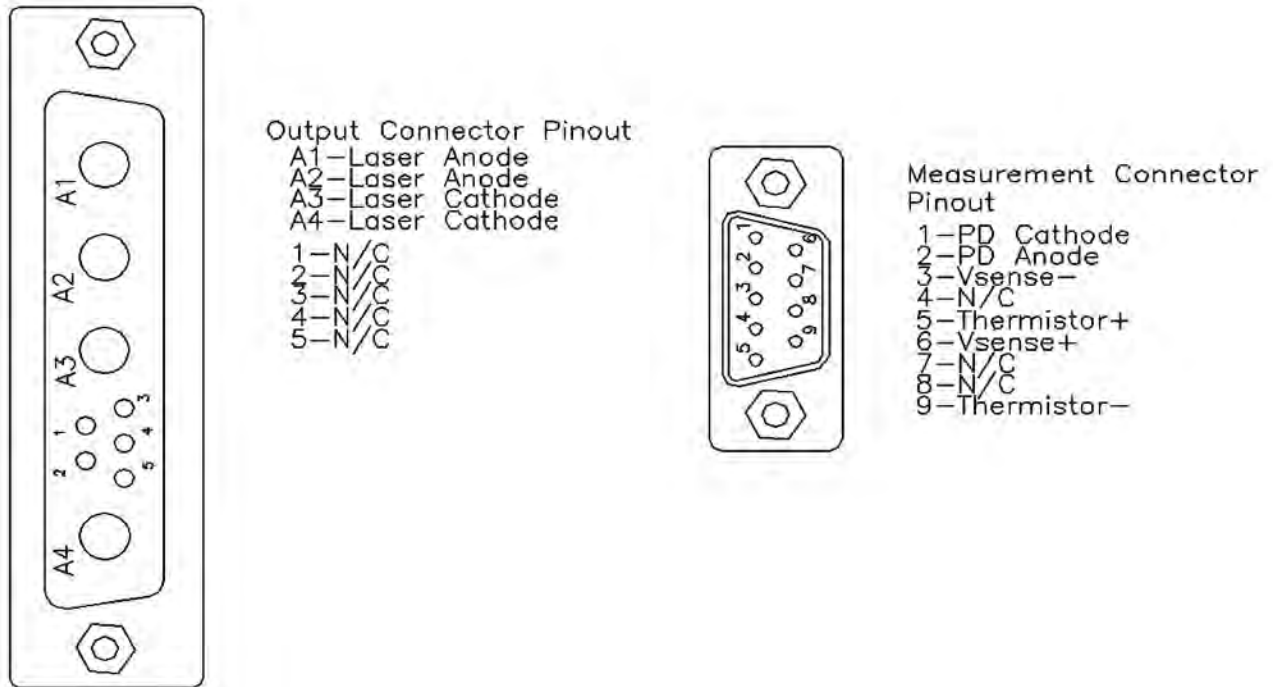 A1
A2
A3
1
2
3
4
5
A4
Output Connector Pinout
A1-Laser Anode
A2-Laser Anode
A3-Laser Cathode
A4-Laser Cathode
1-N/C
2-N/C
3-N/C
4-N/C
5-N/C
1
2
3
4
5
6
7
8
9
Measurement Connector
Pinout
1-PD Cathode
2-PD Anode
3-Vsense-
4-N/C
5-Thermistor+
6-Vsense+
7-N/C
8-N/C
9-Thermistor-